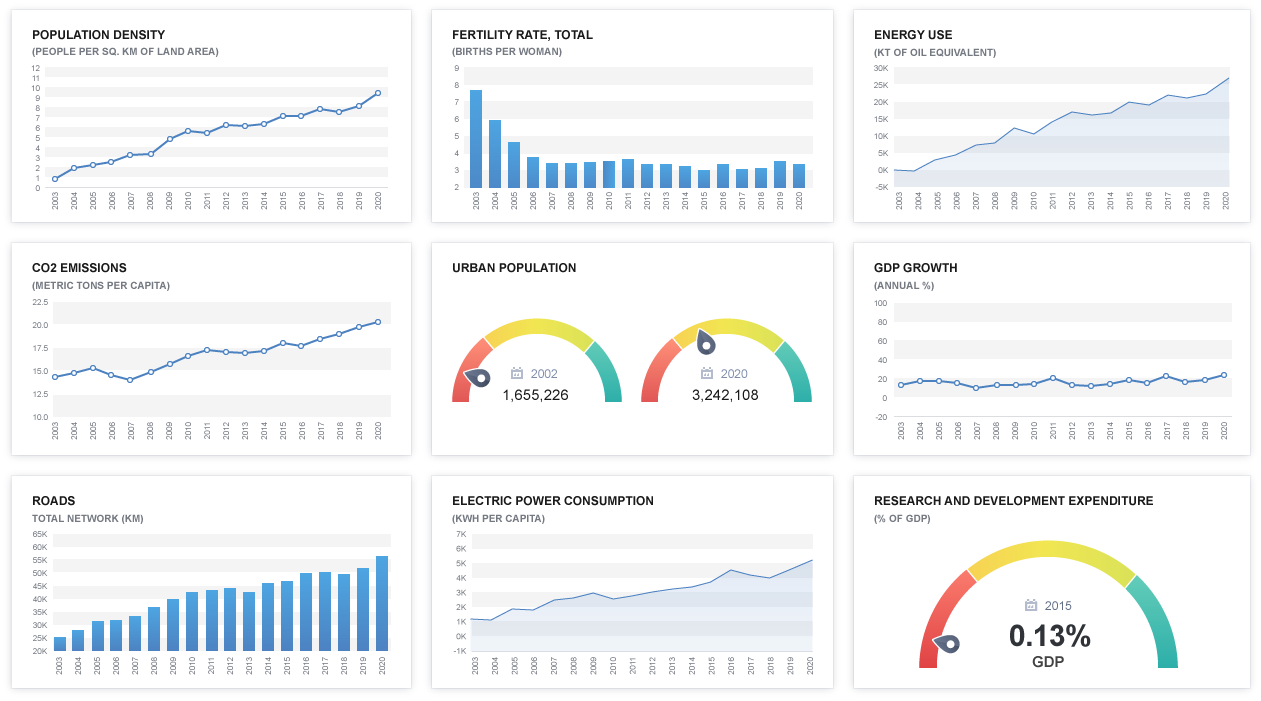 POPULATION DENSITY
(PEOPLE PER SQ. KM OF LAND AREA)
12
11
10
9
8
7
6
5
4
3
2
1
0
2003 2004 2005 2006 2007 2008 2009 2010 2011 2012 2013 2014 2015 2016 2017 2018 2019 2020
FERTILITY RATE, TOTAL
(BIRTHS PER WOMAN)
9
8
7
6
5
4
3
2
2003 2004 2005 2006 2007 2008 2009 2010 2011 2012 2013 2014 2015 2016 2017 2018 2019 2020
ENERGY USE
(KT OF OIL EQUIVALENT)
30K
25K
20K
15K
10K
5K
0K
-5K
2003 2004 2005 2006 2007 2008 2009 2010 2011 2012 2013 2014 2015 2016 2017 2018 2019 2020
CO2 EMISSIONS
(METRIC TONS PER CAPITA)
22.5
20.0
17.5
15.0
12.5
10.0
2003 2004 2005 2006 2007 2008 2009 2010 2011 2012 2013 2014 2015 2016 2017 2018 2019 2020
URBAN POPULATION
2002
1,655,226
2020
3,242,108
GDP GROWTH
(ANNUAL %)
100
80
60
40
20
0
-20
2003 2004 2005 2006 2007 2008 2009 2010 2011 2012 2013 2014 2015 2016 2017 2018 2019 2020
ROADS
TOTAL NETWORK (KM)
65K
60K
55K
50K
45K
40K
35K
30K
25K
20K
2003 2004 2005 2006 2007 2008 2009 2010 2011 2012 2013 2014 2015 2016 2017 2018 2019 2020
ELECTRIC POWER CONSUMPTION
(KWH PER CAPITA)
7K
6K
5K
4K
3K
2K
1K
0K
-1K
2003 2004 2005 2006 2007 2008 2009 2010 2011 2012 2013 2014 2015 2016 2017 2018 2019 2020
RESEARCH AND DEVELOPMENT EXPENDITURE
(% OF GDP)
2015
0.13%
GDP